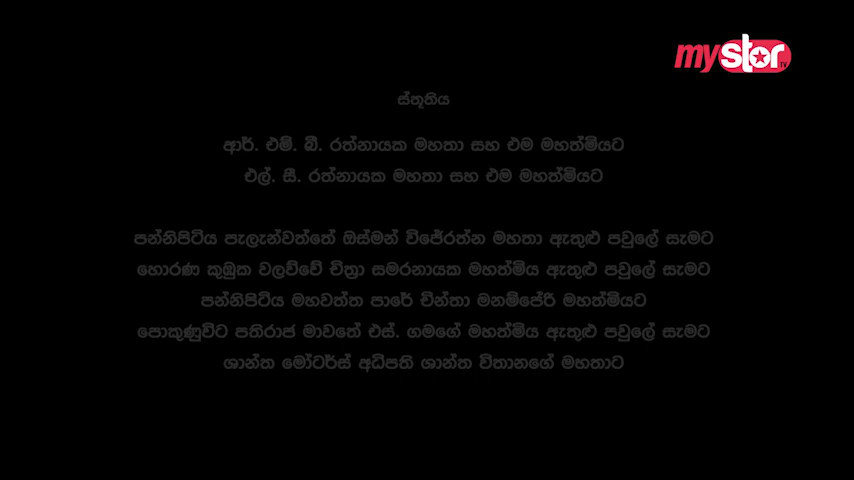 mystar TV
ස්තූතිය
ආර්. එම්. බී. රත්නායක මහතා සහ එම මහත්මියට
එල්. සී. රත්නායක මහතා සහ එම මහත්මියට
පන්නිපිටිය පැලැන්වත්තේ ඔස්මන් විජේරත්න මහතා ඇතුළු පවුලේ සැමට
හොරණ කුඹුක වලව්වේ චිත්‍රා සමරනායක මහත්මිය ඇතුළු පවුලේ සැමට
පන්නිපිටිය මහවත්ත පාරේ චින්තා මනම්පේරි මහත්මියට
පොකුණුවිට පතිරාජ මාවතේ එස්. ගමගේ මහත්මිය ඇතුළු පවුලේ සැමට
ශාන්ත මෝටර්ස් අධිපති ශාන්ත විතානගේ මහතාට